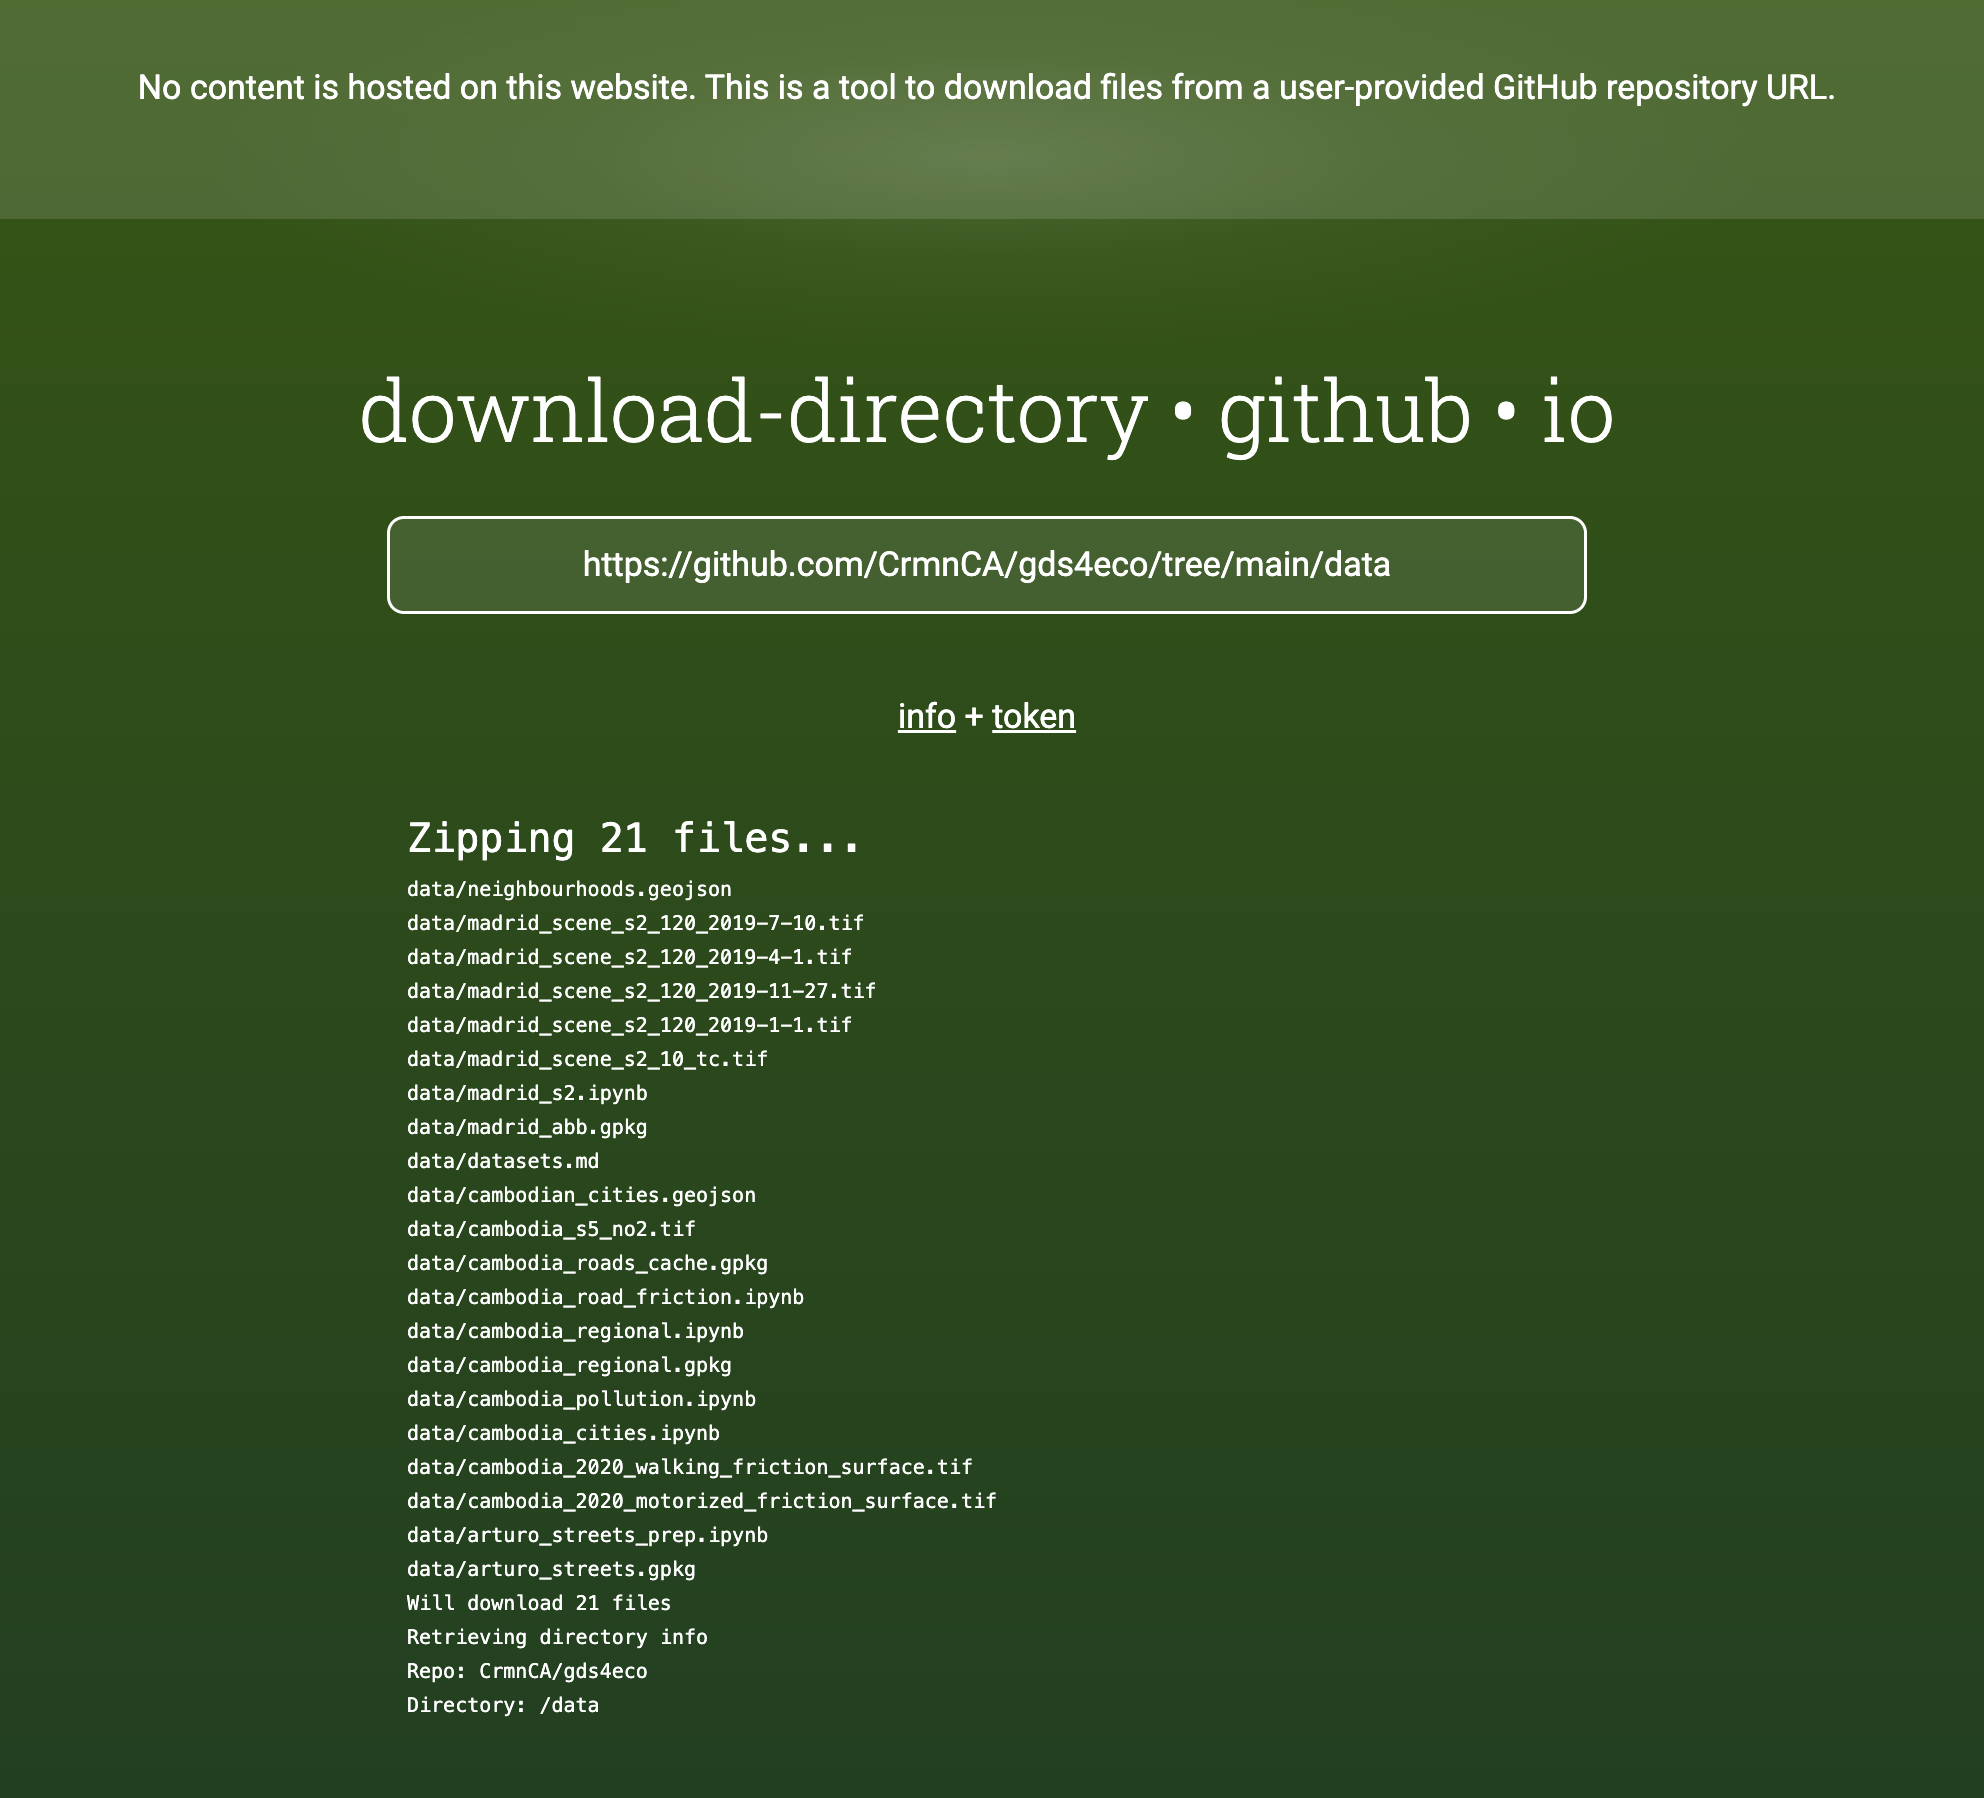 No content is hosted on this website. This is a tool to download files from a user-provided GitHub repository URL.
download-directory • github • io
https://github.com/CrmnCA/gds4eco/tree/main/data
info + token
Zipping 21 files...
data/neighbourhoods.geojson
data/madrid_scene_s2_120_2019-7-10.tif
data/madrid_scene_s2_120_2019-4-1.tif
data/madrid_scene_s2_120_2019-11-27.tif
data/madrid_scene_s2_120_2019-1-1.tif
data/madrid_scene_s2_10_tc.tif
data/madrid_s2.ipynb
data/madrid_abb.gpkg
data/datasets.md
data/cambodian_cities.geojson
data/cambodia_s5_no2.tif
data/cambodia_roads_cache.gpkg
data/cambodia_road_friction.ipynb
data/cambodia_regional.ipynb
data/cambodia_regional.gpkg
data/cambodia_pollution.ipynb
data/cambodia_cities.ipynb
data/cambodia_2020_walking_friction_surface.tif
data/cambodia_2020_motorized_friction_surface.tif
data/arturo_streets_prep.ipynb
data/arturo_streets.gpkg
Will download 21 files
Retrieving directory info
Repo: CrmnCA/gds4eco
Directory: /data